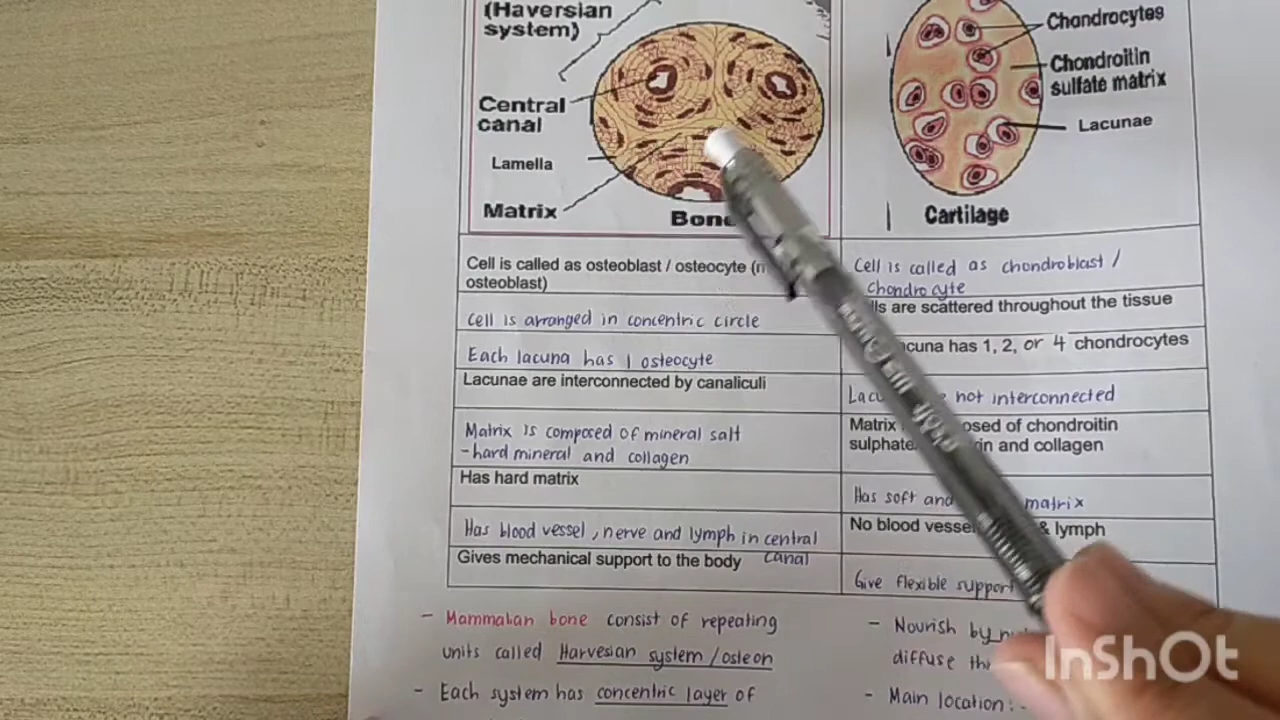 (Haversian
system)
Central
canal
Lamella
Matrix
Bone
Chondrocytes
Chondroitin
sulfate matrix
Lacunae
Cartilage
Cell is called as osteoblast / osteocyte
osteoblast)
Cell is called as chondroblast /
chondrocyte
Cell is arranged in concentric circle
are scattered throughout the tissue
Each lacuna has 1 osteocyte
has 1, 2, or 4 chondrocytes
Lacunae are interconnected by canaliculi
not interconnected
Matrix is composed of mineral salt
-hard mineral and collagen
Matrix of chondroitin
sulphate and collagen
Has hard matrix
Has soft and matrix
Has blood vessel, nerve and lymph in central
canal
No blood & lymph
Gives mechanical support to the body
Give flexible support
- Mammalian bone consist of repeating
units called Harvesian system / osteon
- Each system has concentric layer of
- Nourish by
diffuse
- Main location:
InShOt